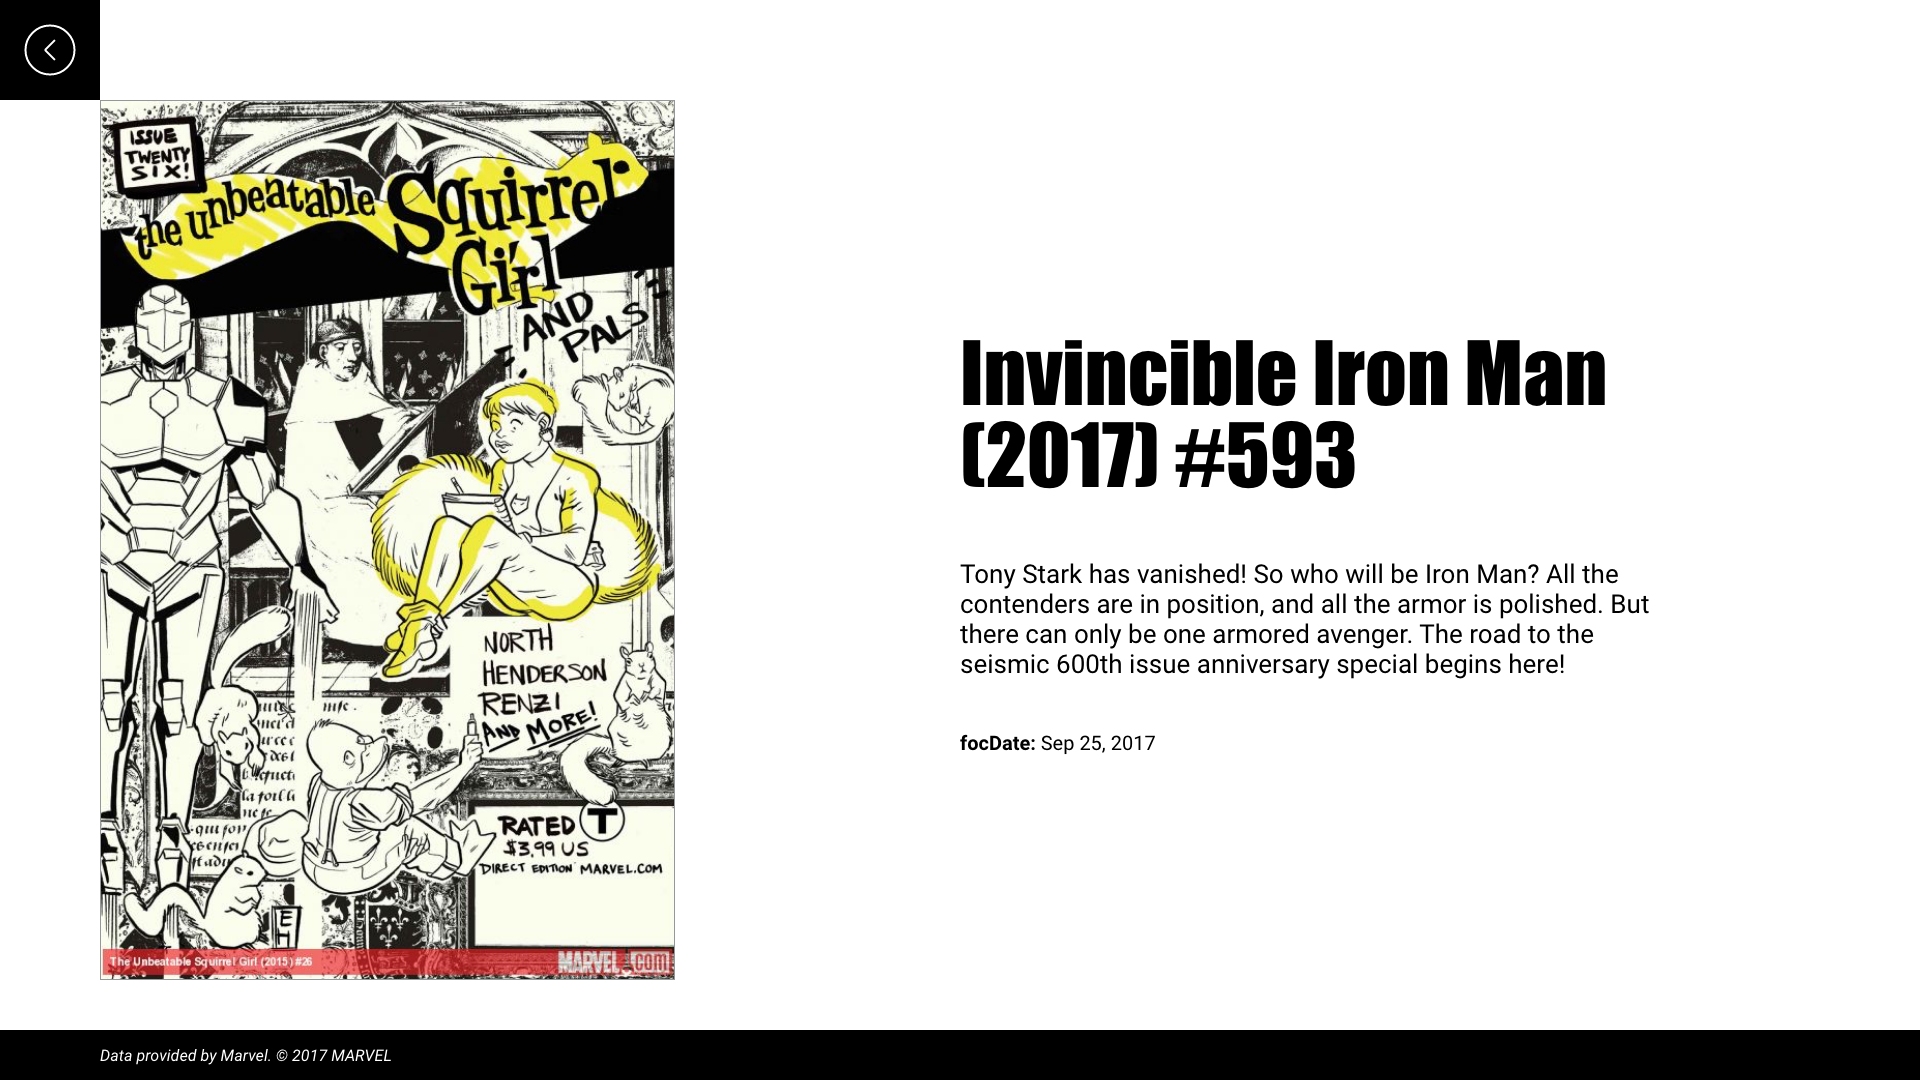 ISSUE
TWENTY
SIX!
the unbeatable Squirrel
Girl
AND
PALS
NORTH
HENDERSON
RENZI
AND MORE!
RATED T
$3.99 US
DIRECT EDITION MARVEL.COM
EH
The Unbeatable Squirrel Girl (2015) #26
MARVEL.com
Invincible Iron Man
(2017) #593
Tony Stark has vanished! So who will be Iron Man? All the
contenders are in position, and all the armor is polished. But
there can only be one armored avenger. The road to the
seismic 600th issue anniversary special begins here!
focDate: Sep 25, 2017
Data provided by Marvel. © 2017 MARVEL